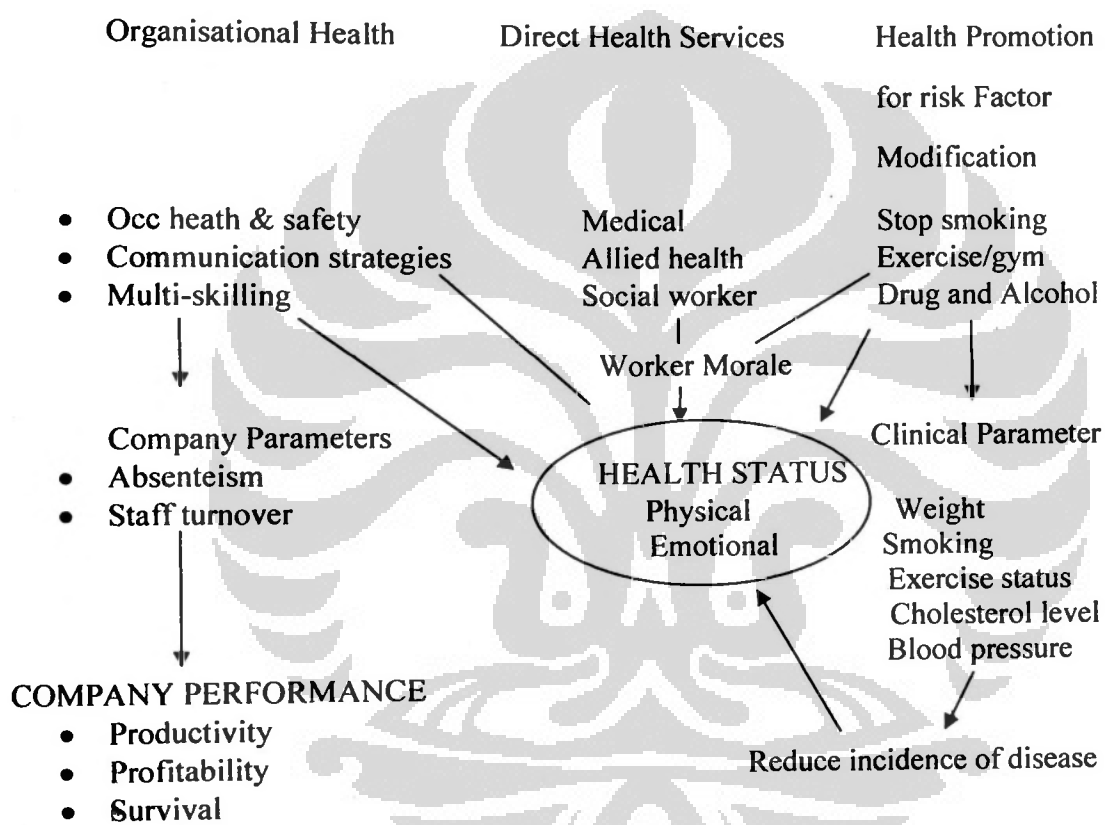 Organisational Health
Direct Health Services
Health Promotion
for risk Factor
Modification
• Occ heath & safety
• Communication strategies
• Multi-skilling
Medical
Allied health
Social worker
Stop smoking
Exercise/gym
Drug and Alcohol
Worker Morale
Company Parameters
• Absenteism
• Staff turnover
HEALTH STATUS
Physical
Emotional
Clinical Parameter
Weight
Smoking
Exercise status
Cholesterol level
Blood pressure
COMPANY PERFORMANCE
• Productivity
• Profitability
• Survival
Reduce incidence of disease